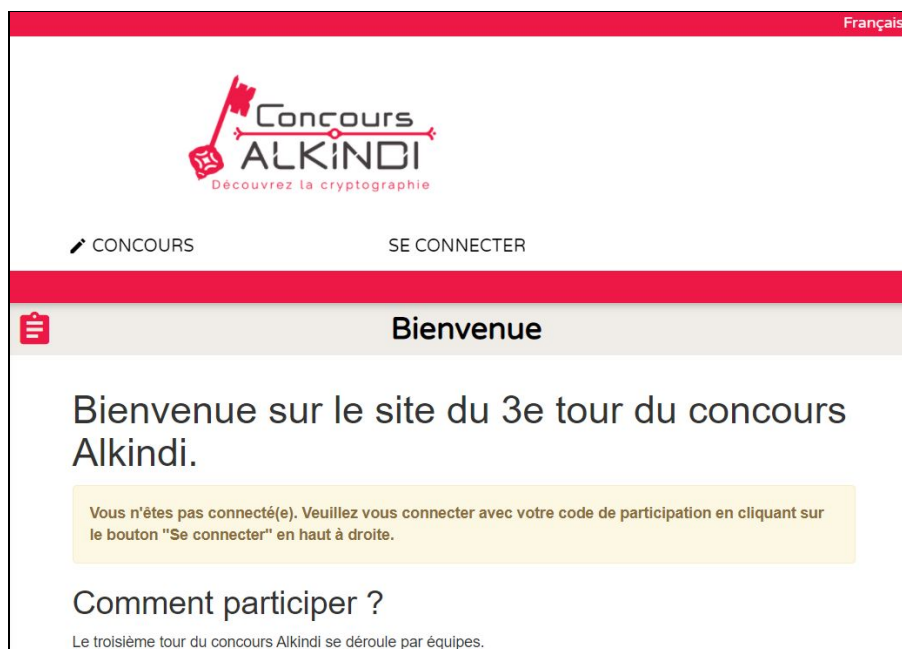 Français
Concours
ALKINDI
Découvrez la cryptographie
CONCOURS
SE CONNECTER
Bienvenue
Bienvenue sur le site du 3e tour du concours
Alkindi.
Vous n'êtes pas connecté(e). Veuillez vous connecter avec votre code de participation en cliquant sur
le bouton "Se connecter" en haut à droite.
Comment participer ?
Le troisième tour du concours Alkindi se déroule par équipes.